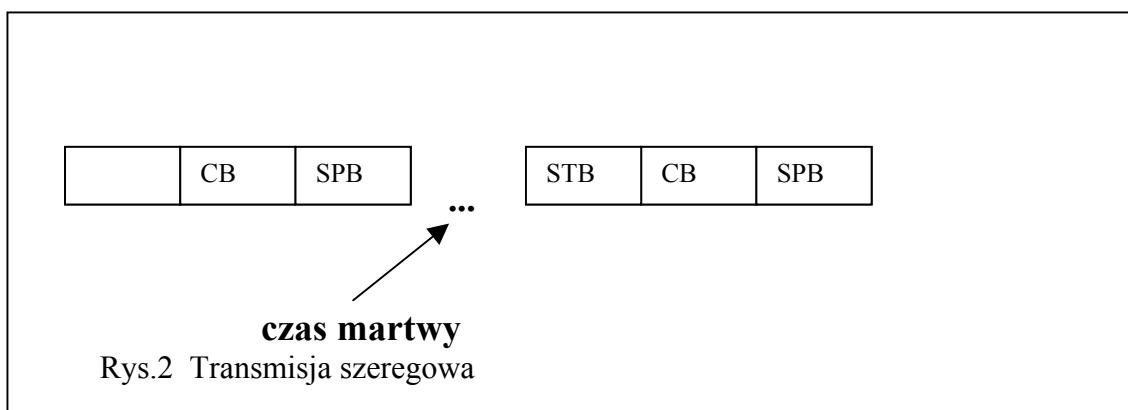 CB SPB STB CB SPB
...
czas martwy
Rys.2 Transmisja szeregowa